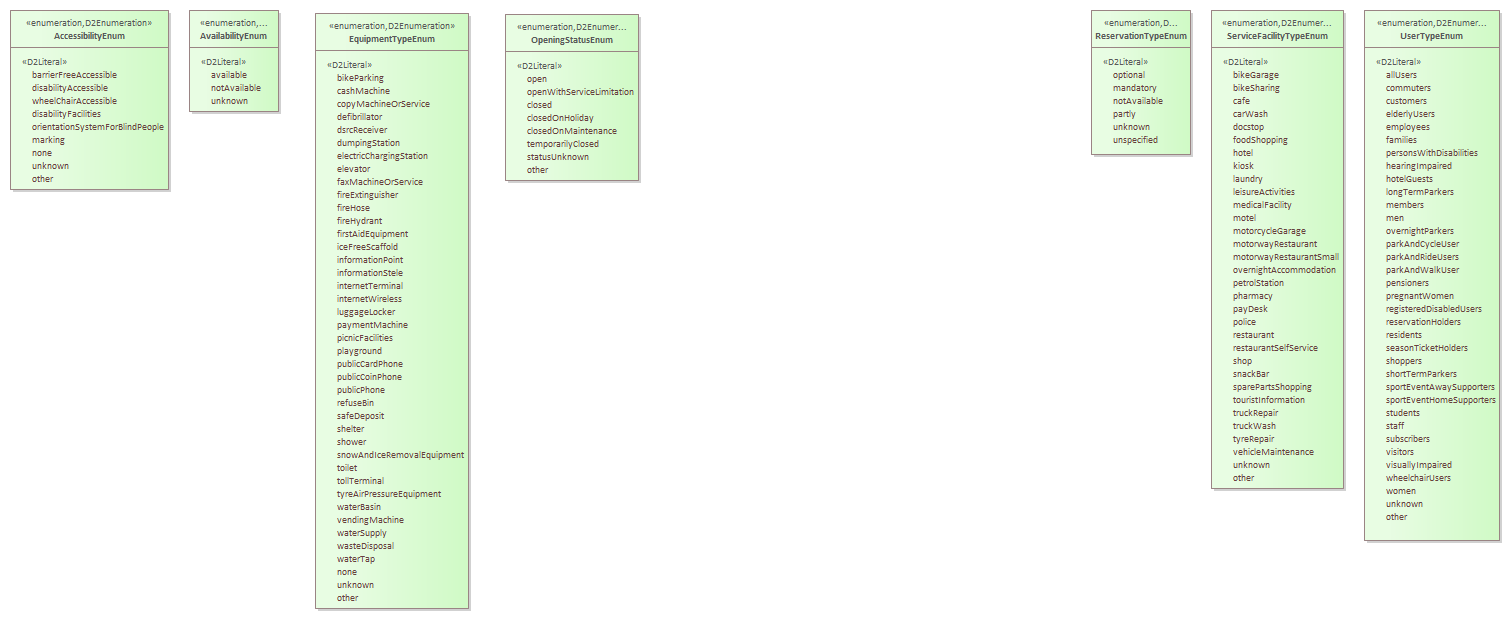 «enumeration,D2Enumeration»
AccessibilityEnum
«D2Literal»
barrierFreeAccessible
disabilityAccessible
wheelChairAccessible
disabilityFacilities
orientationSystemForBlindPeople
marking
none
unknown
other
«enumeration,...
AvailabilityEnum
«D2Literal»
available
notAvailable
unknown
«enumeration,D2Enumeration»
EquipmentTypeEnum
«D2Literal»
bikeParking
cashMachine
copyMachineOrService
defibrillator
dsrcReceiver
dumpingStation
electricChargingStation
elevator
faxMachineOrService
fireExtinguisher
fireHose
fireHydrant
firstAidEquipment
iceFreeScaffold
informationPoint
informationStele
internetTerminal
internetWireless
luggageLocker
paymentMachine
picnicFacilities
playground
publicCardPhone
publicCoinPhone
publicPhone
refuseBin
safeDeposit
shelter
shower
snowAndIceRemovalEquipment
toilet
tollTerminal
tyreAirPressureEquipment
waterBasin
vendingMachine
waterSupply
wasteDisposal
waterTap
none
unknown
other
«enumeration,D2Enumer...
OpeningStatusEnum
«D2Literal»
open
openWithServiceLimitation
closed
closedOnHoliday
closedOnMaintenance
temporarilyClosed
statusUnknown
other
«enumeration,D...
ReservationTypeEnum
«D2Literal»
optional
mandatory
notAvailable
partly
unknown
unspecified
«enumeration,D2Enumer...
ServiceFacilityTypeEnum
«D2Literal»
bikeGarage
bikeSharing
cafe
carWash
docstop
foodShopping
hotel
kiosk
laundry
leisureActivities
medicalFacility
motel
motorcycleGarage
motorwayRestaurant
motorwayRestaurantSmall
overnightAccommodation
petrolStation
pharmacy
payDesk
police
restaurant
restaurantSelfService
shop
snackBar
sparePartsShopping
touristInformation
truckRepair
truckWash
tyreRepair
vehicleMaintenance
unknown
other
«enumeration,D2Enumer...
UserTypeEnum
«D2Literal»
allUsers
commuters
customers
elderlyUsers
employees
families
personsWithDisabilities
hearingImpaired
hotelGuests
longTermParkers
members
men
overnightParkers
parkAndCycleUser
parkAndRideUsers
parkAndWalkUser
pensioners
pregnantWomen
registeredDisabledUsers
reservationHolders
residents
seasonTicketHolders
shoppers
shortTermParkers
sportEventAwaySupporters
sportEventHomeSupporters
students
staff
subscribers
visitors
visuallyImpaired
wheelchairUsers
women
unknown
other